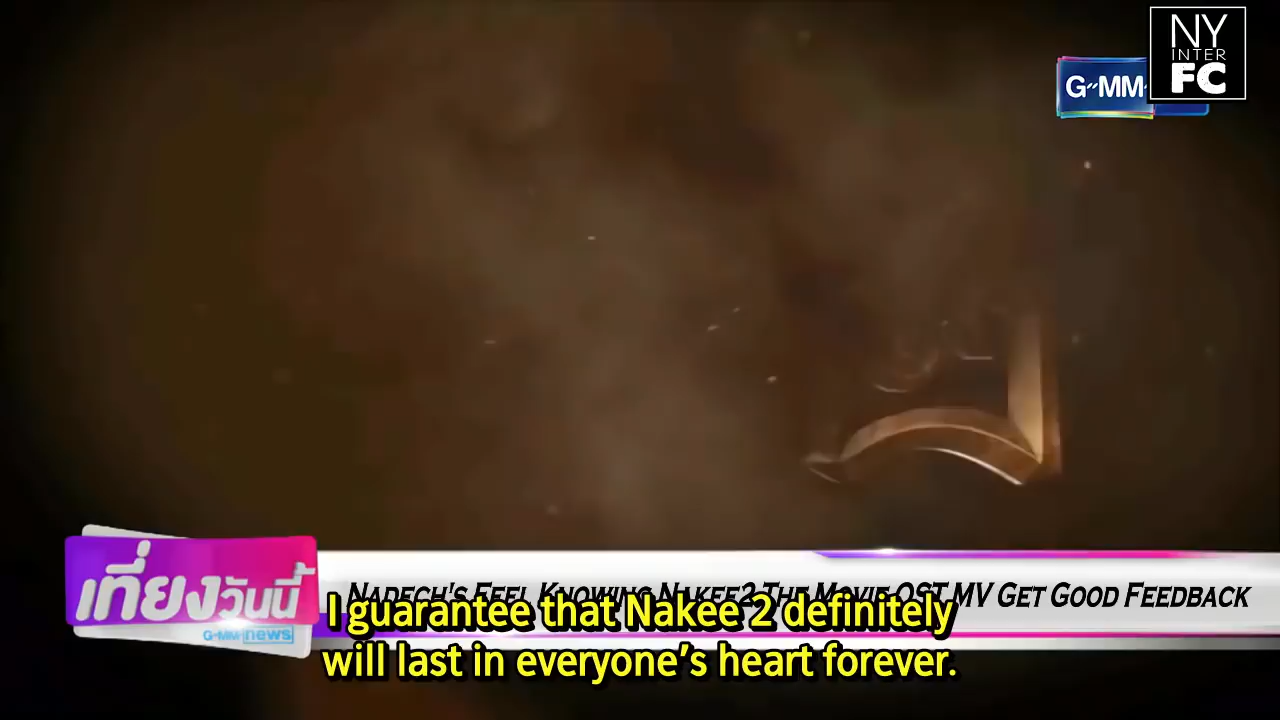 NY
INTER
FC
G"MM
เที่ยงวันนี้
G"MM news
NADECH'S FEEL KNOWING NAKEE2 THE MOVIE OST MV GET GOOD FEEDBACK
I guarantee that Nakee 2 definitely
will last in everyone's heart forever.